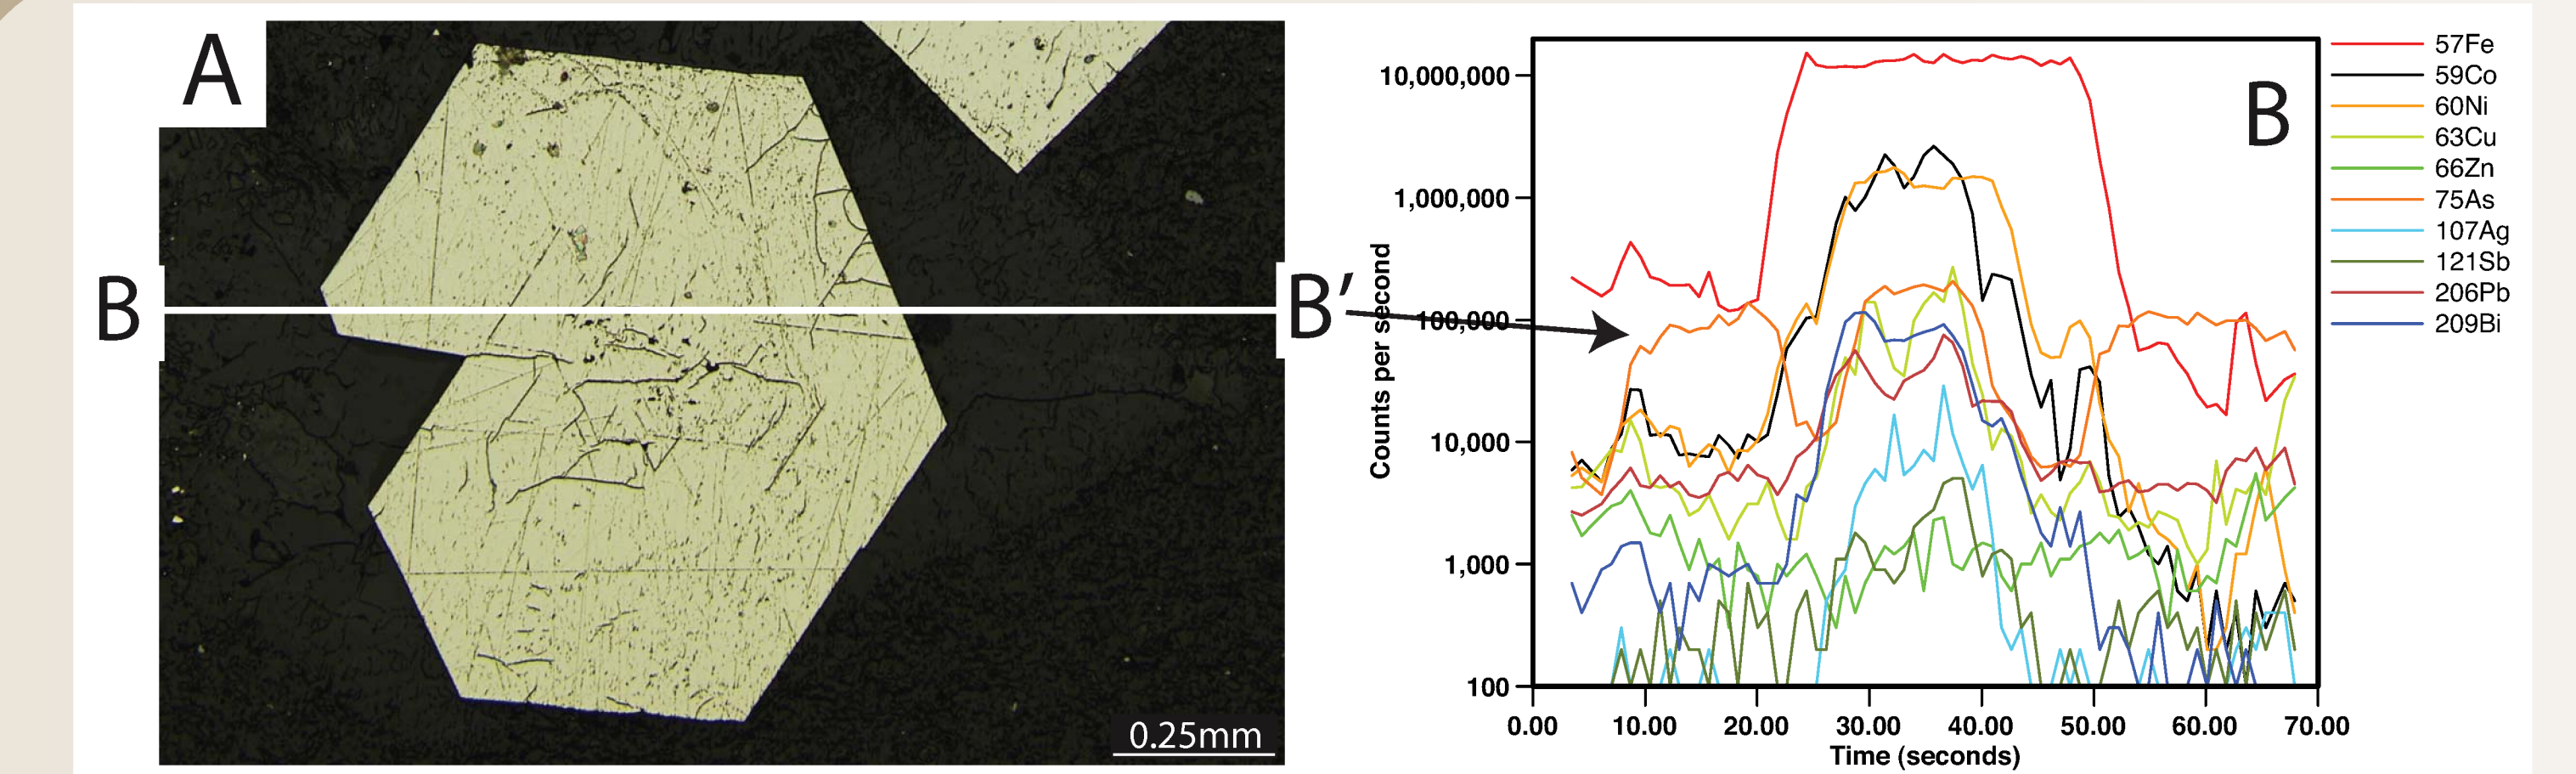 A
B
B′
0.25mm
B
Counts per second
10,000,000
1,000,000
100,000
10,000
1,000
100
0.00 10.00 20.00 30.00 40.00 50.00 60.00 70.00
Time (seconds)
57Fe
59Co
60Ni
63Cu
66Zn
75As
107Ag
121Sb
206Pb
209Bi